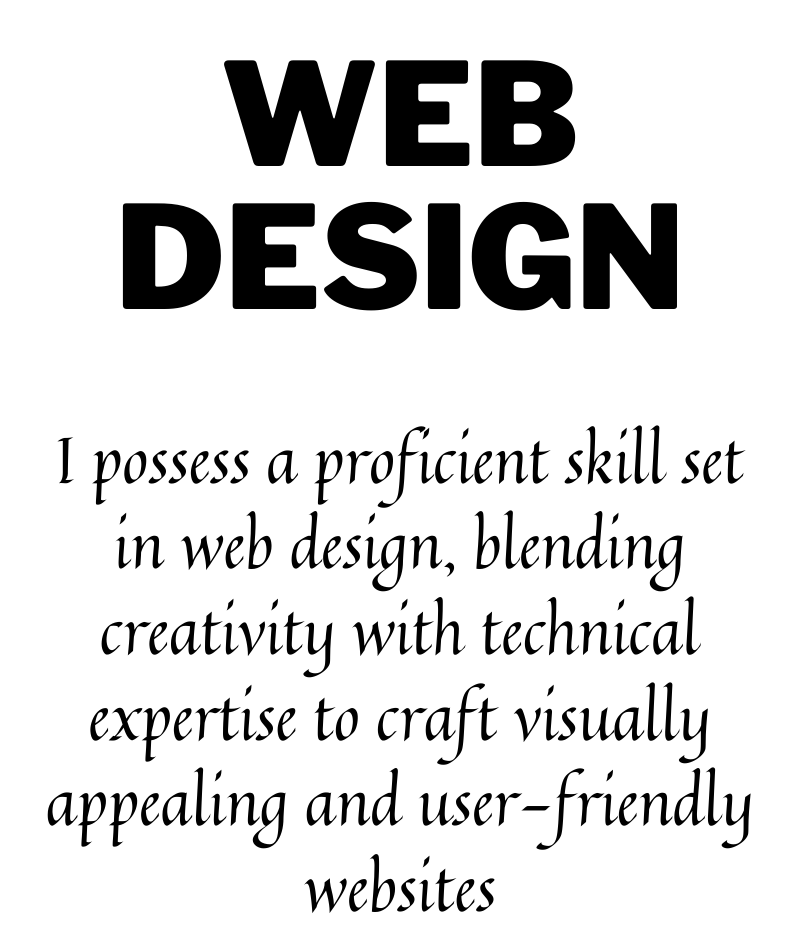 WEB
DESIGN
I possess a proficient skill set
in web design, blending
creativity with technical
expertise to craft visually
appealing and user-friendly
websites